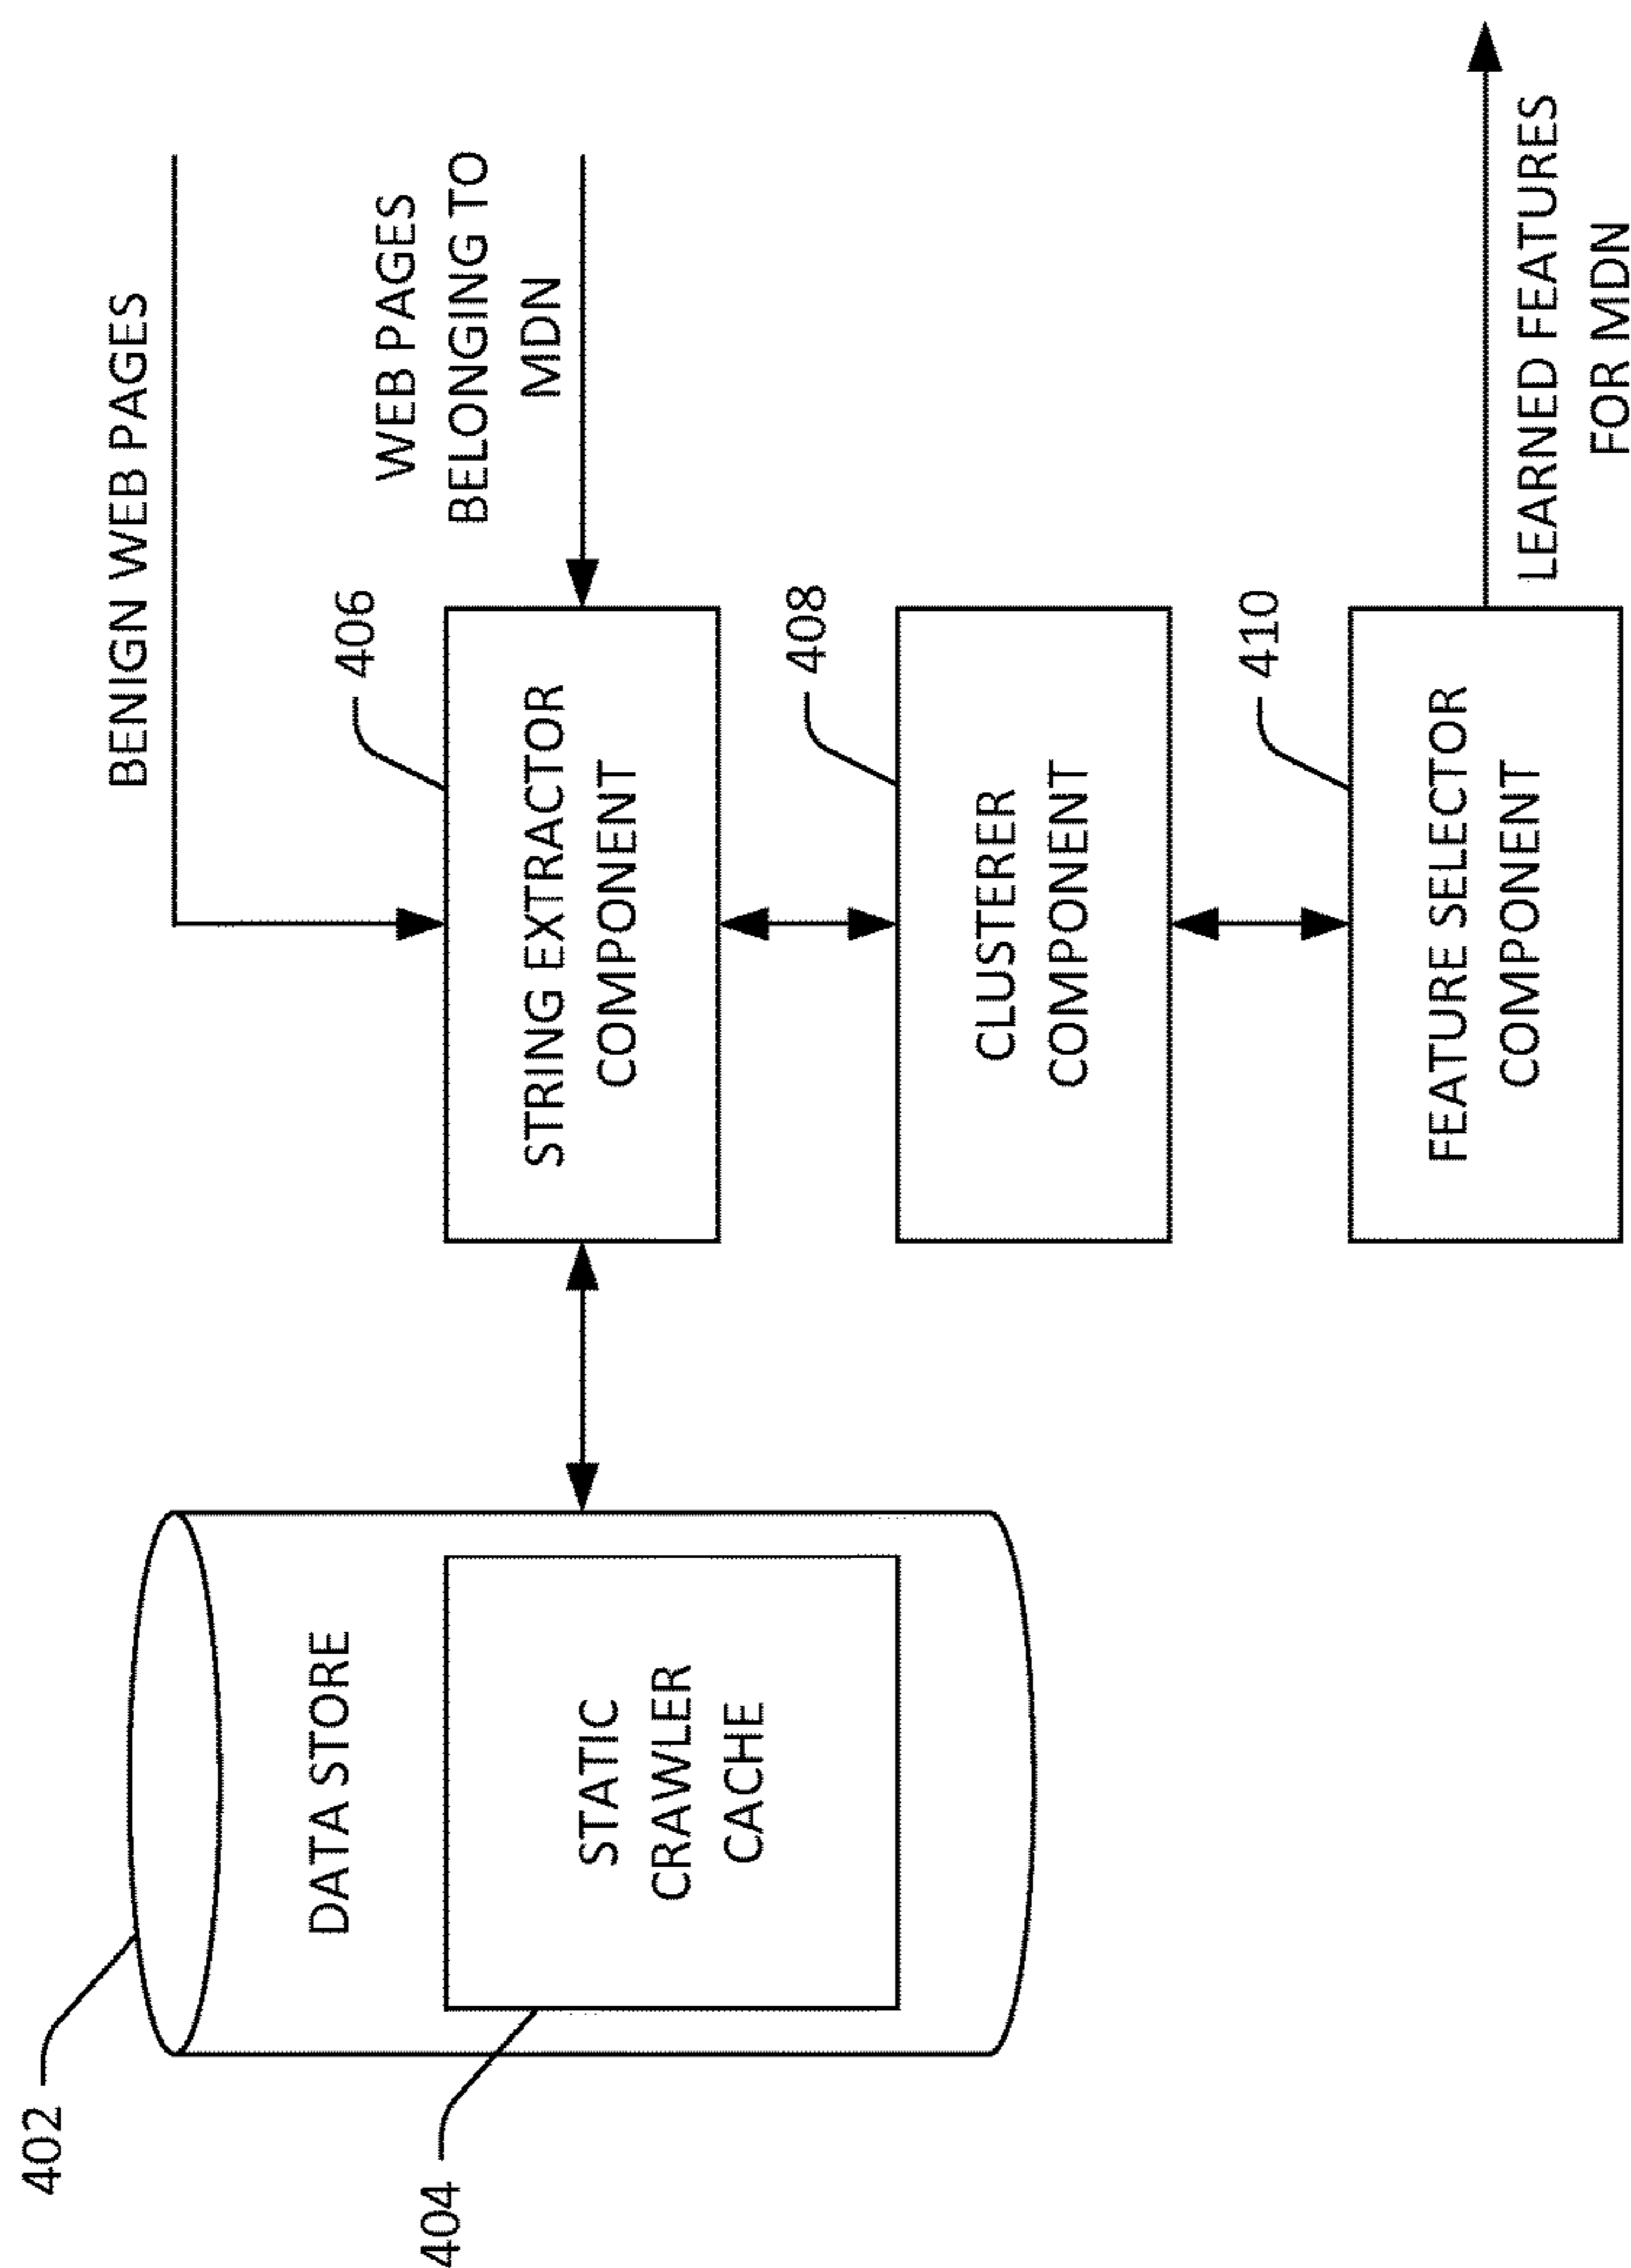 402
DATA STORE
404
STATIC
CRAWLER
CACHE
BENIGN WEB PAGES
WEB PAGES
BELONGING TO
MDN
406
STRING EXTRACTOR
COMPONENT
408
CLUSTERER
COMPONENT
410
FEATURE SELECTOR
COMPONENT
LEARNED FEATURES
FOR MDN